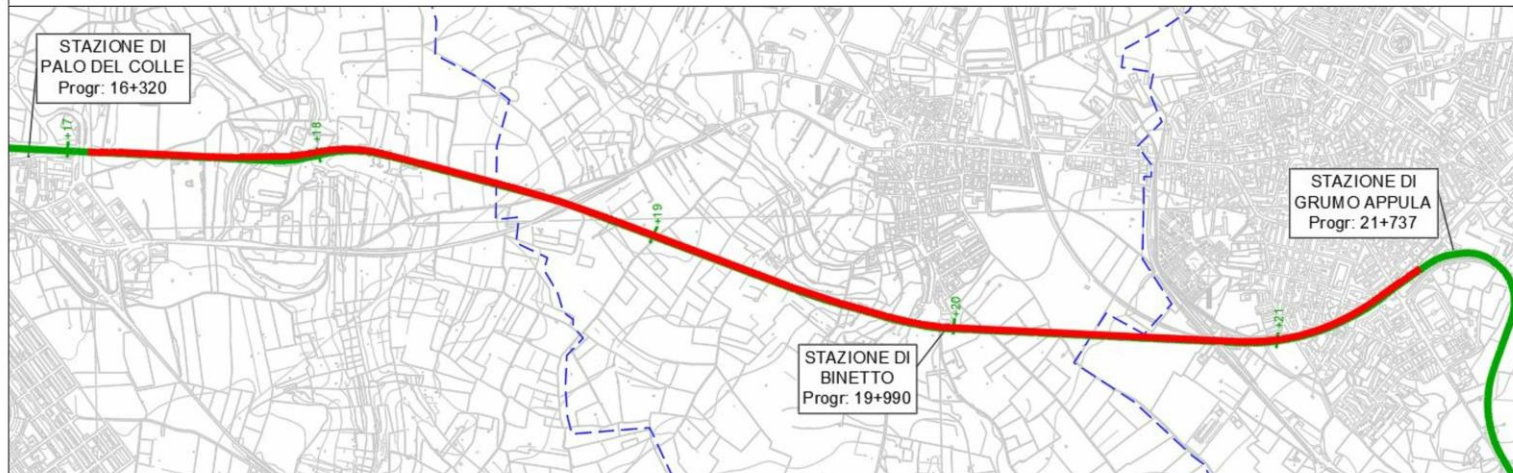 STAZIONE DI
PALO DEL COLLE
Progr: 16+320
+17
+18
+19
STAZIONE DI
BINETTO
Progr: 19+990
+20
+21
STAZIONE DI
GRUMO APPULA
Progr: 21+737